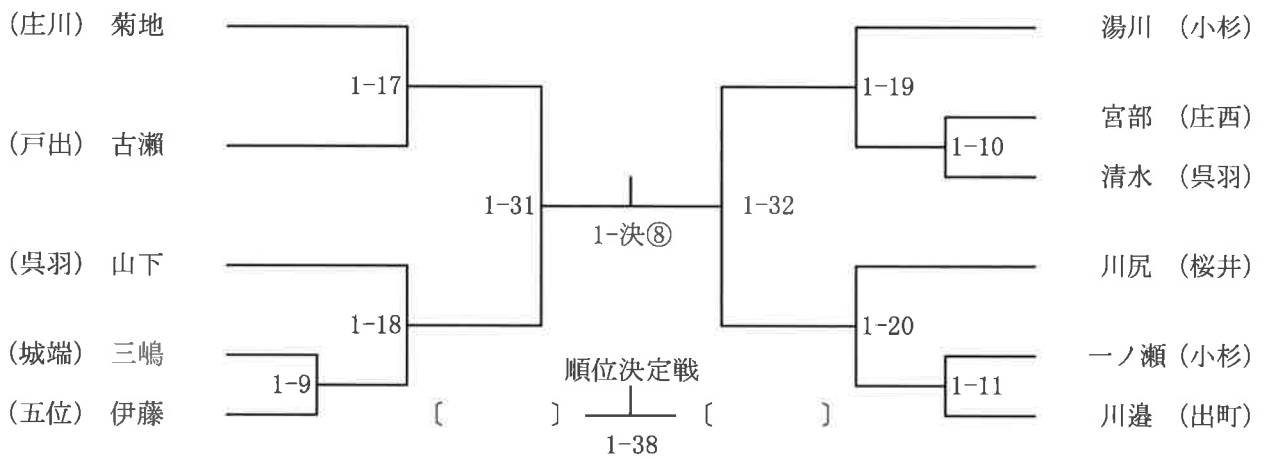 (庄川) 菊地
1-17
(戸出) 古瀬
1-31
(呉羽) 山下
1-18
(城端) 三嶋
1-9
(五位) 伊藤
1-決⑧
順位決定戦
〔 〕 〔 〕
1-38
湯川 (小杉)
1-19
宮部 (庄西)
1-10
清水 (呉羽)
1-32
川尻 (桜井)
1-20
一ノ瀬 (小杉)
1-11
川邉 (出町)